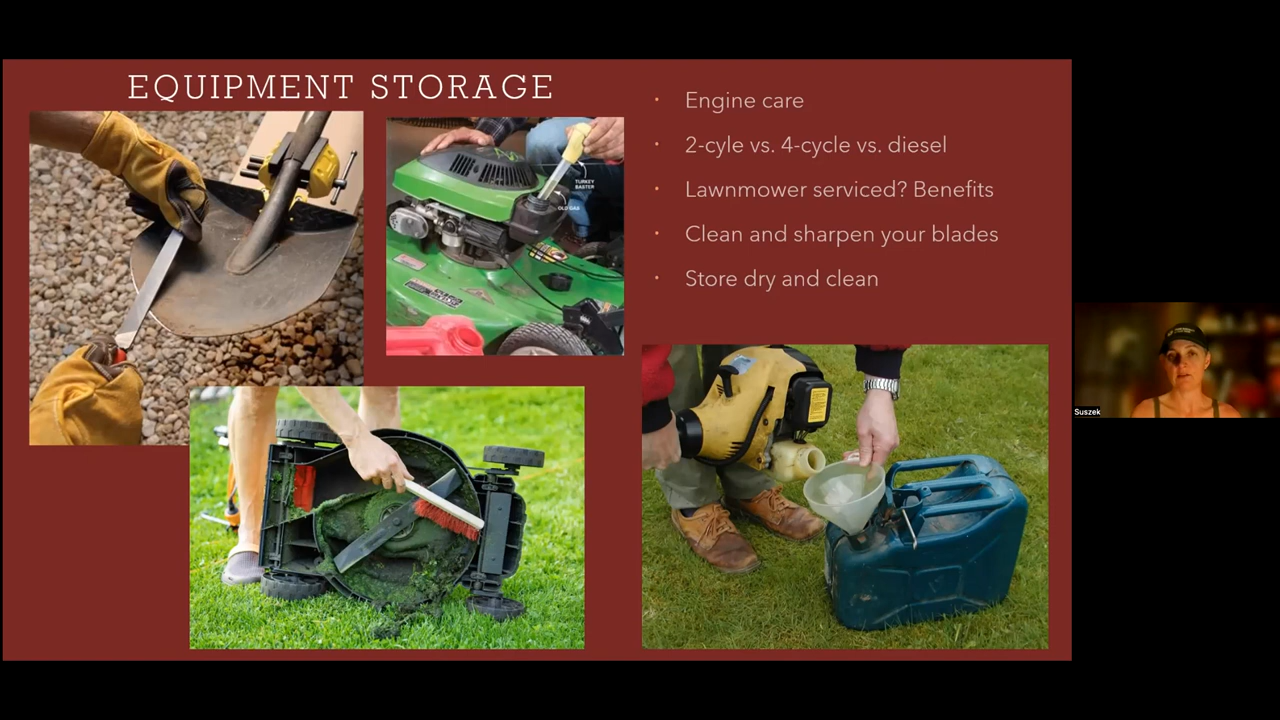 EQUIPMENT STORAGE
• Engine care
• 2-cyle vs. 4-cycle vs. diesel
• Lawnmower serviced? Benefits
• Clean and sharpen your blades
• Store dry and clean
TURKEY
BASTER
OLD GAS
Suszek